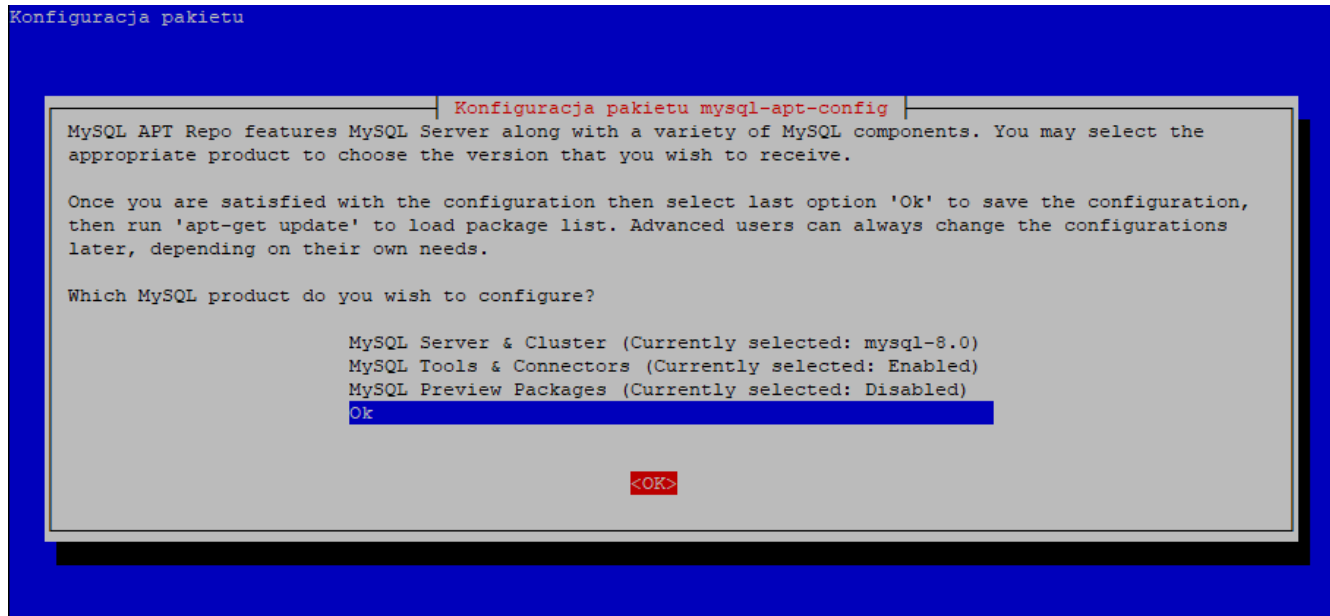 Konfiguracja pakietu
Konfiguracja pakietu mysql-apt-config
MySQL APT Repo features MySQL Server along with a variety of MySQL components. You may select the
appropriate product to choose the version that you wish to receive.
Once you are satisfied with the configuration then select last option 'Ok' to save the configuration,
then run 'apt-get update' to load package list. Advanced users can always change the configurations
later, depending on their own needs.
Which MySQL product do you wish to configure?
MySQL Server & Cluster (Currently selected: mysql-8.0)
MySQL Tools & Connectors (Currently selected: Enabled)
MySQL Preview Packages (Currently selected: Disabled)
Ok
<OK>